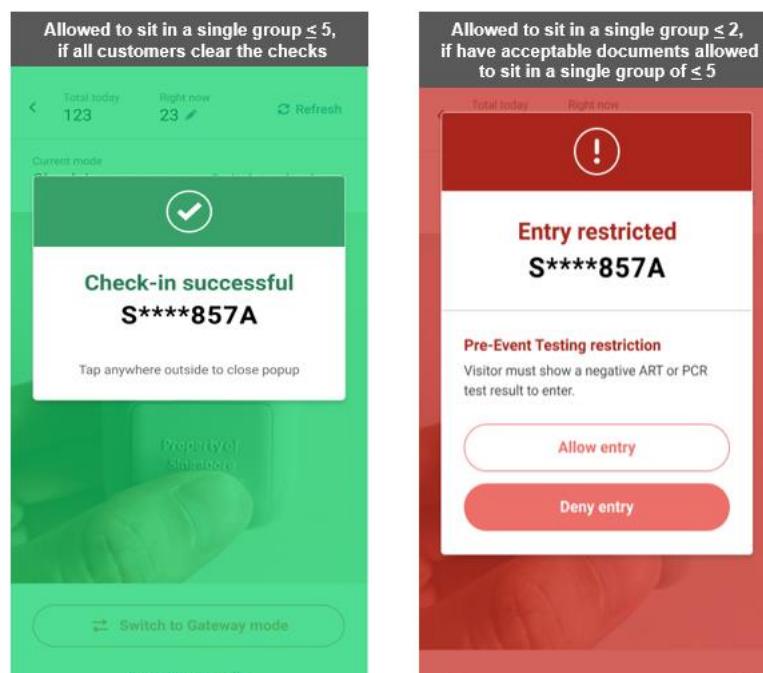 Allowed to sit in a single group ≤ 5,
if all customers clear the checks
Total today
Right now
123
23
Refresh
Current mode
Check-in successful
S****857A
Tap anywhere outside to close popup
Property of
Singapore
Switch to Gateway mode
Allowed to sit in a single group ≤ 2,
if have acceptable documents allowed
to sit in a single group of ≤ 5
Total today
Right now
Entry restricted
S****857A
Pre-Event Testing restriction
Visitor must show a negative ART or PCR
test result to enter.
Allow entry
Deny entry